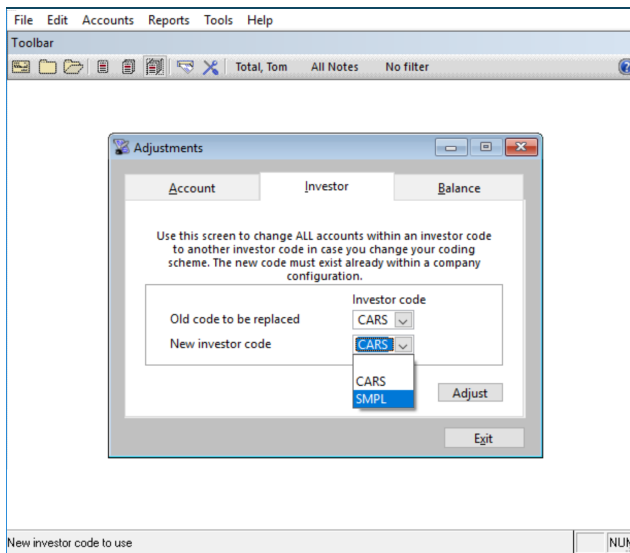 File Edit Accounts Reports Tools Help
Toolbar
Total, Tom All Notes No filter
Adjustments
Account Investor Balance
Use this screen to change ALL accounts within an investor code
to another investor code in case you change your coding
scheme. The new code must exist already within a company
configuration.
Investor code
Old code to be replaced CARS
New investor code CARS
CARS
SMPL
Adjust
Exit
New investor code to use NUM